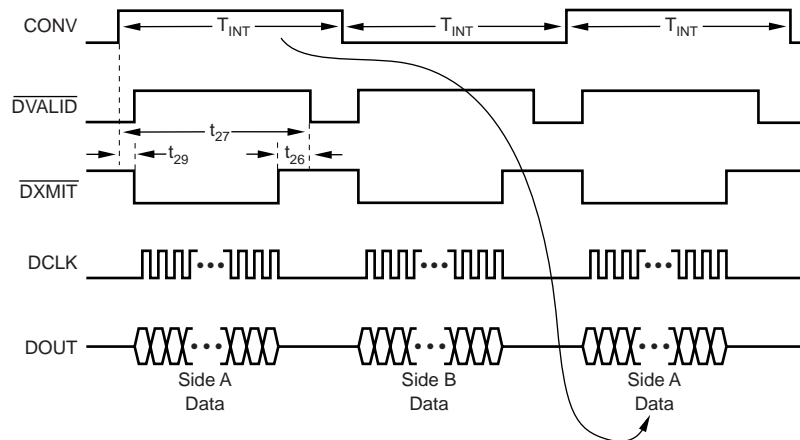 CONV
T_INT
T_INT
T_INT
DVALID
t_27
t_29
t_26
DXMIT
DCLK
DOUT
Side A
Data
Side B
Data
Side A
Data